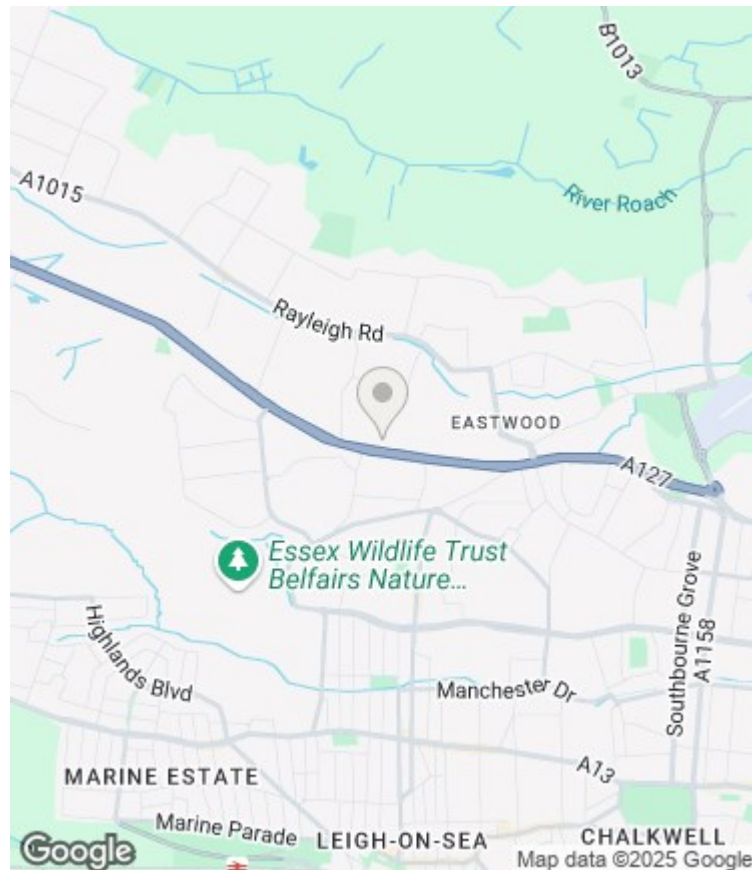 B1013
A1015
River Roach
Rayleigh Rd
EASTWOOD
A127
Essex Wildlife Trust
Belfairs Nature...
Southbourne Grove
A1158
Highlands Blvd
Manchester Dr
A13
MARINE ESTATE
Marine Parade
LEIGH-ON-SEA
CHALKWELL
Google
Map data ©2025 Google